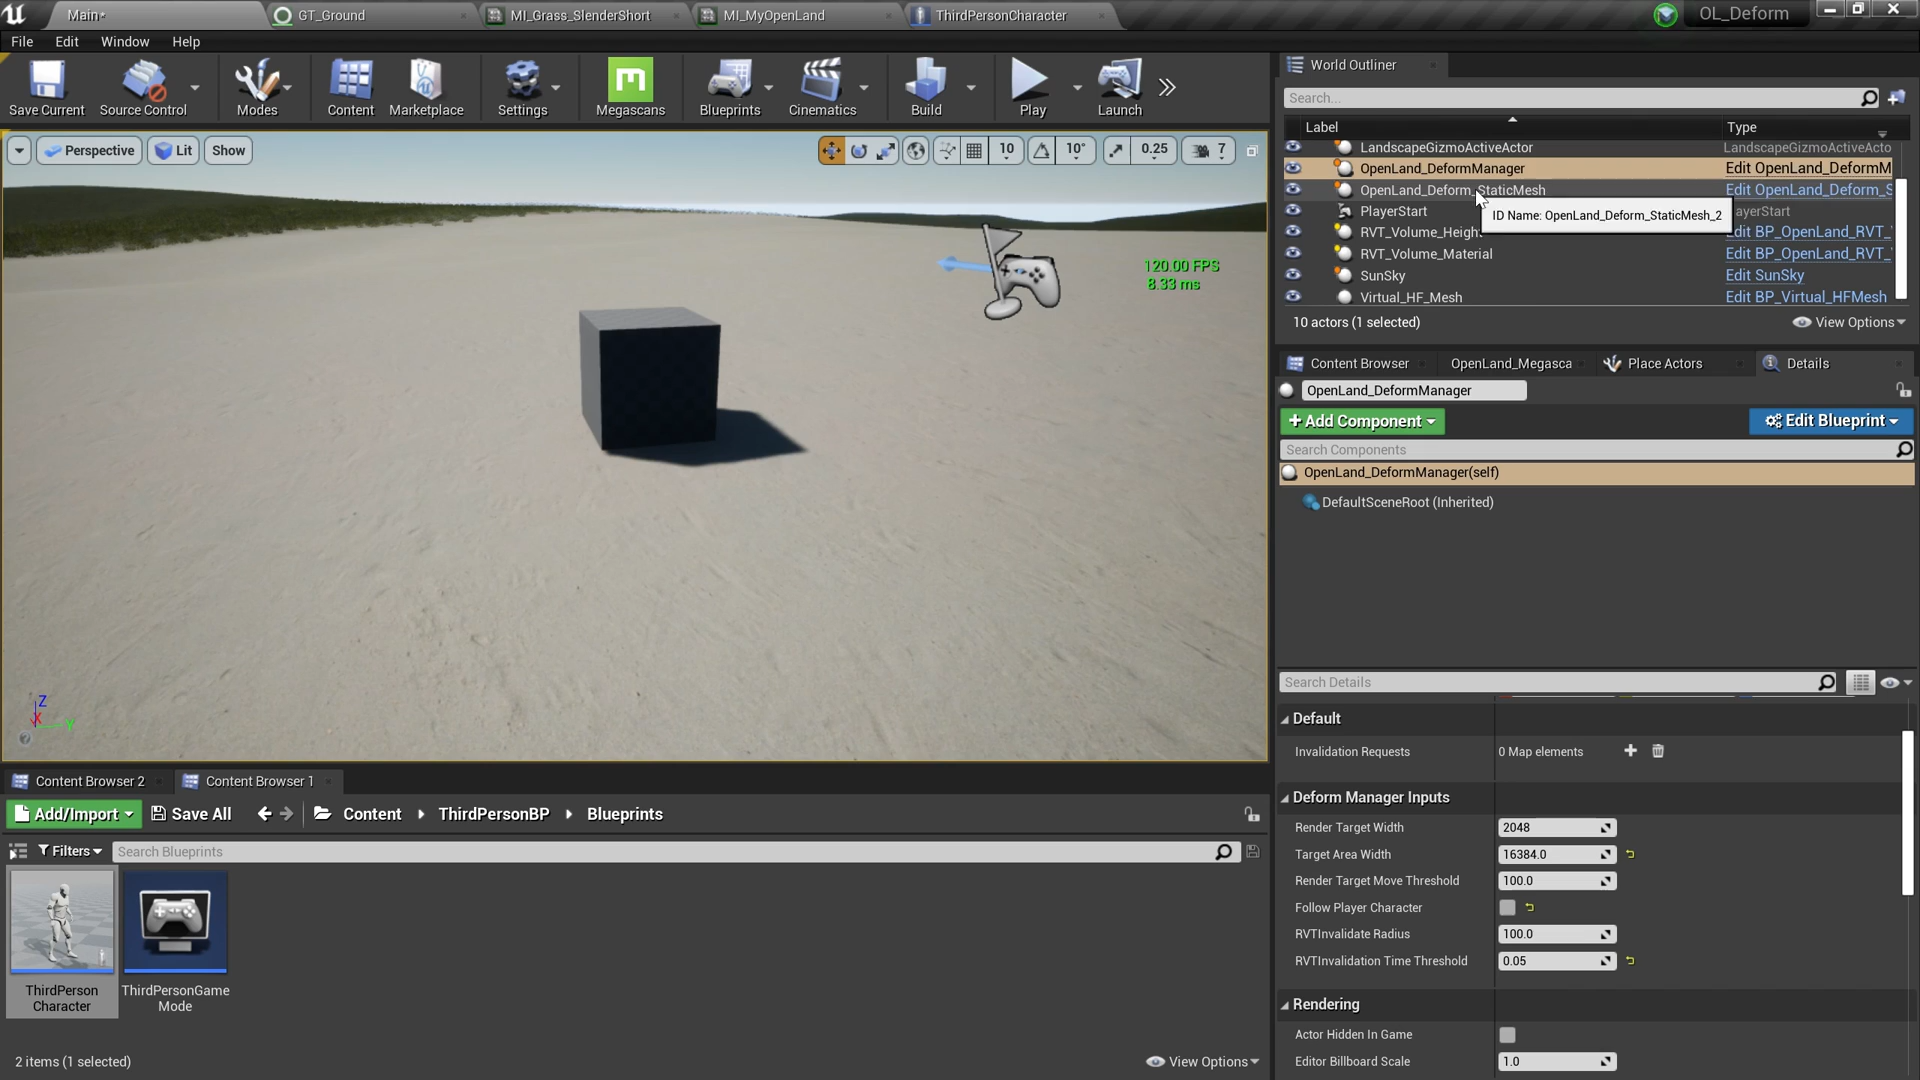 Main*
GT_Ground
MI_Grass_SlenderShort
MI_MyOpenLand
ThirdPersonCharacter
OL_Deform
File Edit Window Help
Save Current
Source Control
Modes
Content
Marketplace
Settings
Megascans
Blueprints
Cinematics
Build
Play
Launch
Perspective
Lit
Show
10
10°
0.25
7
120.00 FPS
8.33 ms
Z
X
Y
World Outliner
Search...
Label Type
LandscapeGizmoActiveActor LandscapeGizmoActiveActo
OpenLand_DeformManager Edit OpenLand_DeformM
OpenLand_Deform_StaticMesh Edit OpenLand_Deform_S
ID Name: OpenLand_Deform_StaticMesh_2
PlayerStart ayerStart
RVT_Volume_Heigh Edit BP_OpenLand_RVT_
RVT_Volume_Material Edit BP_OpenLand_RVT_
SunSky Edit SunSky
Virtual_HF_Mesh Edit BP_Virtual_HFMesh
10 actors (1 selected) View Options
Content Browser
OpenLand_Megasca
Place Actors
Details
OpenLand_DeformManager
+Add Component
Edit Blueprint
Search Components
OpenLand_DeformManager(self)
DefaultSceneRoot (Inherited)
Search Details
Default
Invalidation Requests 0 Map elements
Deform Manager Inputs
Render Target Width 2048
Target Area Width 16384.0
Render Target Move Threshold 100.0
Follow Player Character
RVTInvalidate Radius 100.0
RVTInvalidation Time Threshold 0.05
Rendering
Actor Hidden In Game
Editor Billboard Scale 1.0
Content Browser 2
Content Browser 1
Add/Import
Save All
Content
ThirdPersonBP
Blueprints
Filters
Search Blueprints
ThirdPerson
Character
ThirdPersonGame
Mode
2 items (1 selected)
View Options